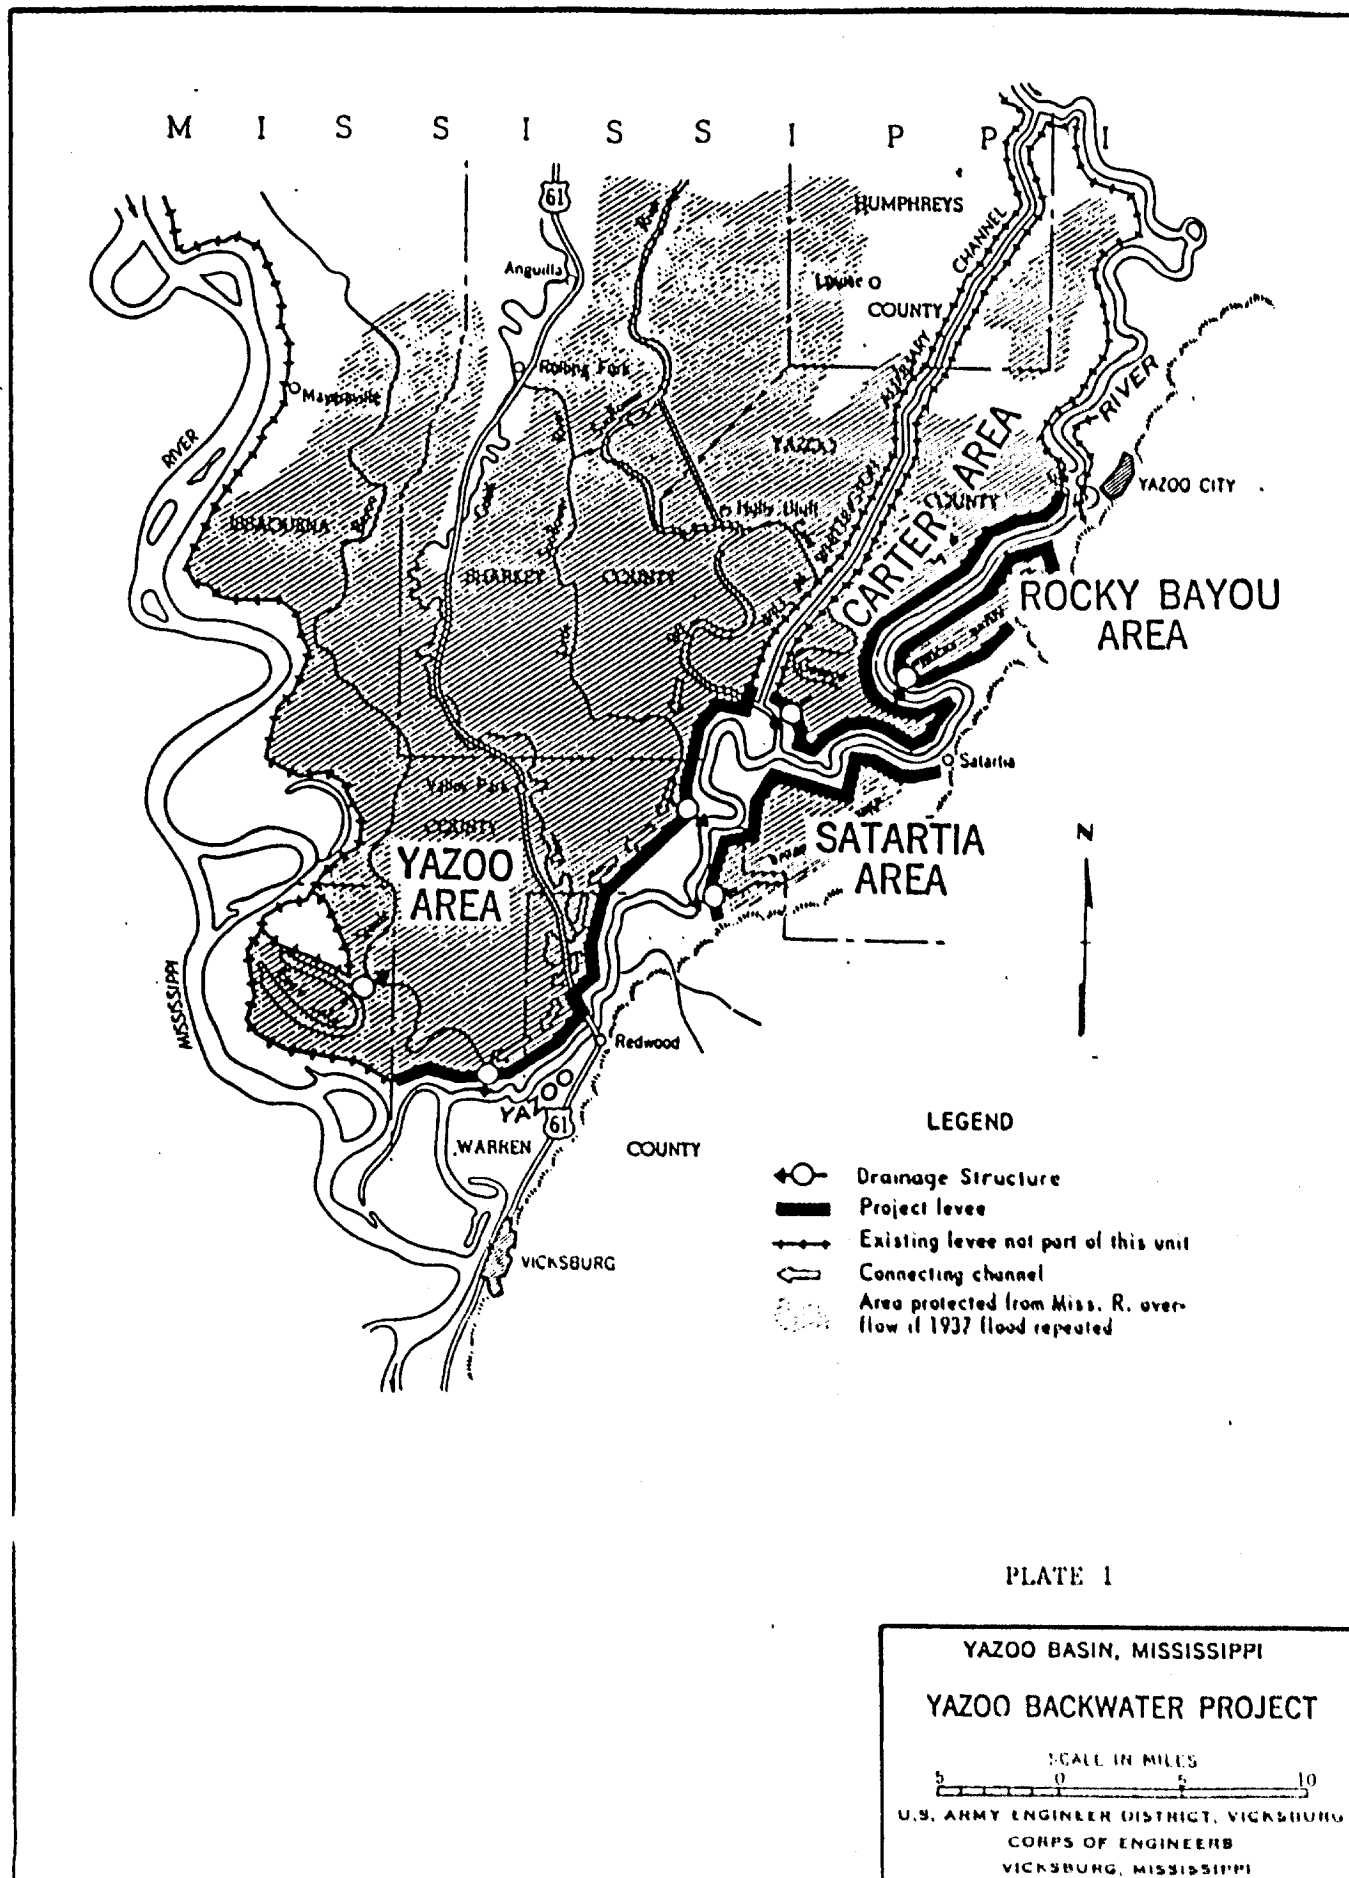 M I S S I S S I P P I
61
HUMPHREYS
CHANNEL
Anguilla
Louise
COUNTY
Rolling Fork
Mayersville
RIVER
RIVER
YAZOO
COUNTY
CARTER AREA
YAZOO CITY
Holly Bluff
ISSAQUENA
SHARKEY COUNTY
ROCKY BAYOU
AREA
Satartia
Valley Park
COUNTY
YAZOO
AREA
SATARTIA
AREA
N
MISSISSIPPI
Redwood
YA
61
WARREN COUNTY
VICKSBURG
LEGEND
Drainage Structure
Project levee
Existing levee not part of this unit
Connecting channel
Area protected from Miss. R. over-
flow if 1937 flood repeated
PLATE 1
YAZOO BASIN, MISSISSIPPI
YAZOO BACKWATER PROJECT
SCALE IN MILES
5 0 5 10
U.S. ARMY ENGINEER DISTRICT, VICKSBURG
CORPS OF ENGINEERS
VICKSBURG, MISSISSIPPI